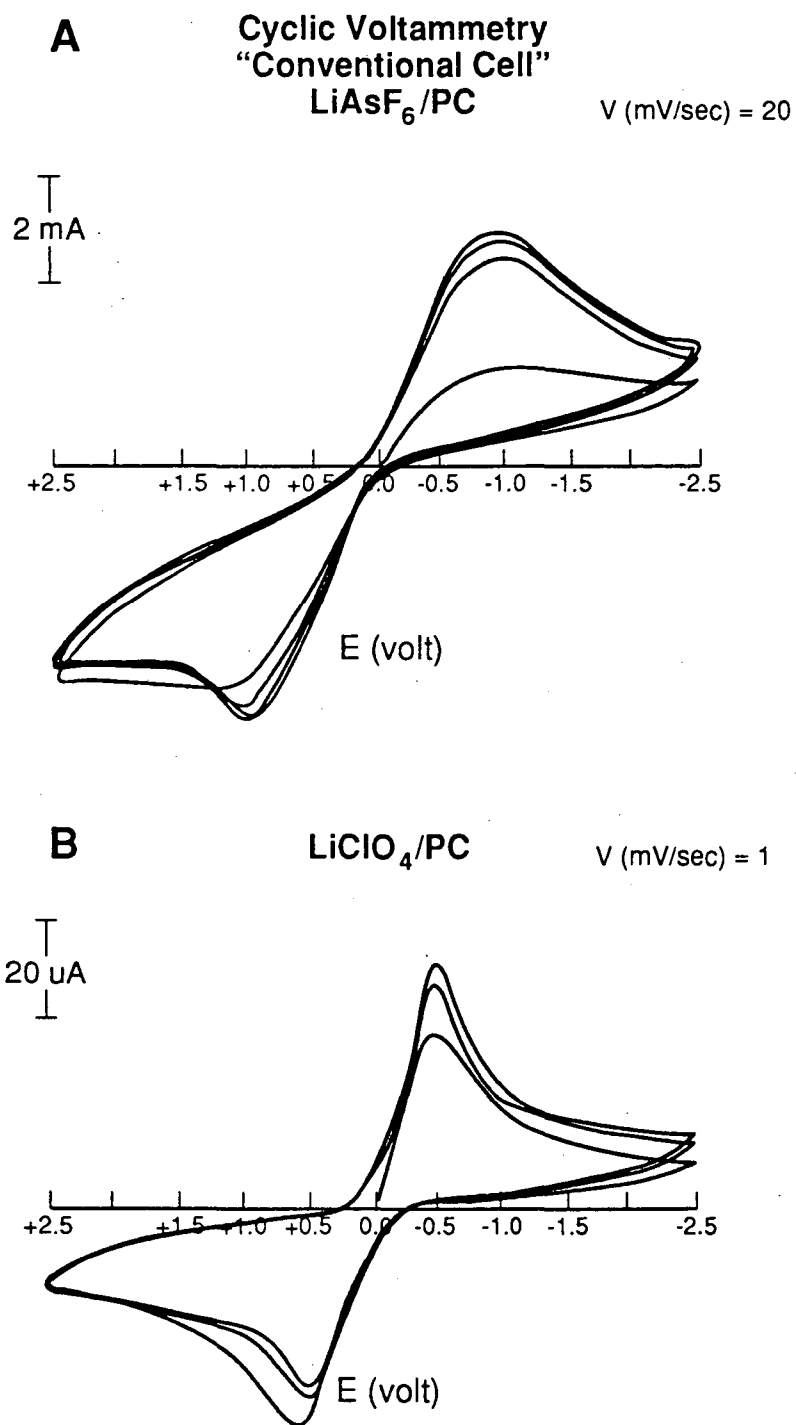 A
Cyclic Voltammetry
“Conventional Cell”
LiAsF6/PC
V (mV/sec) = 20
2 mA
+2.5 +1.5 +1.0 +0.5 0.0 -0.5 -1.0 -1.5 -2.5
E (volt)
B
LiClO4/PC
V (mV/sec) = 1
20 uA
+2.5 +1.5 +1.0 +0.5 0.0 -0.5 -1.0 -1.5 -2.5
E (volt)